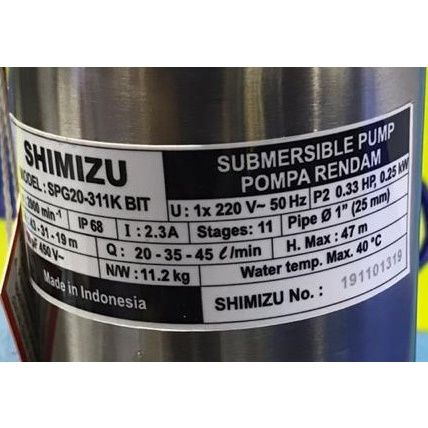 SHIMIZU
SUBMERSIBLE PUMP
POMPA RENDAM
MODEL : SPG20-311K BIT
U : 1x 220 V~ 50 Hz
P2 0.33 HP, 0.25 kW
min⁻¹
IP 68
I : 2.3A
Stages: 11
Pipe Ø 1" (25 mm)
-31-19 m
Q : 20 - 35 - 45 ℓ/min
H. Max : 47 m
450 V~
N/W : 11.2 kg
Water temp. Max. 40 °C
Made in Indonesia
SHIMIZU No. : 191101319